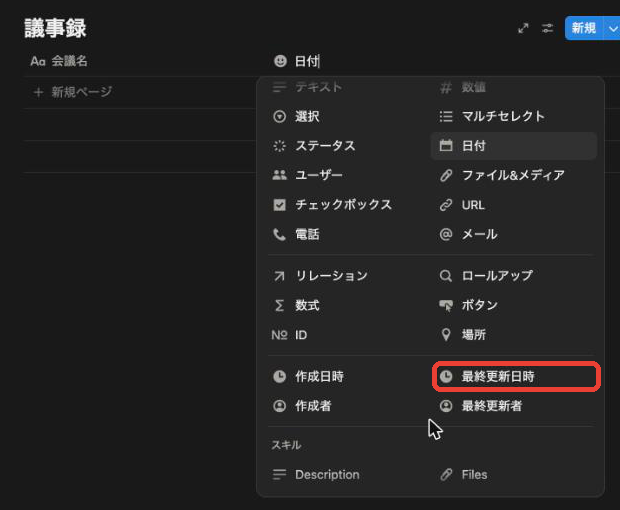 議事録
新規
Aa 会議名
日付
新規ページ
テキスト
# 数値
選択
マルチセレクト
ステータス
日付
ユーザー
ファイル&メディア
チェックボックス
URL
電話
@ メール
リレーション
ロールアップ
Σ 数式
ボタン
№ ID
場所
作成日時
最終更新日時
作成者
最終更新者
スキル
Description
Files